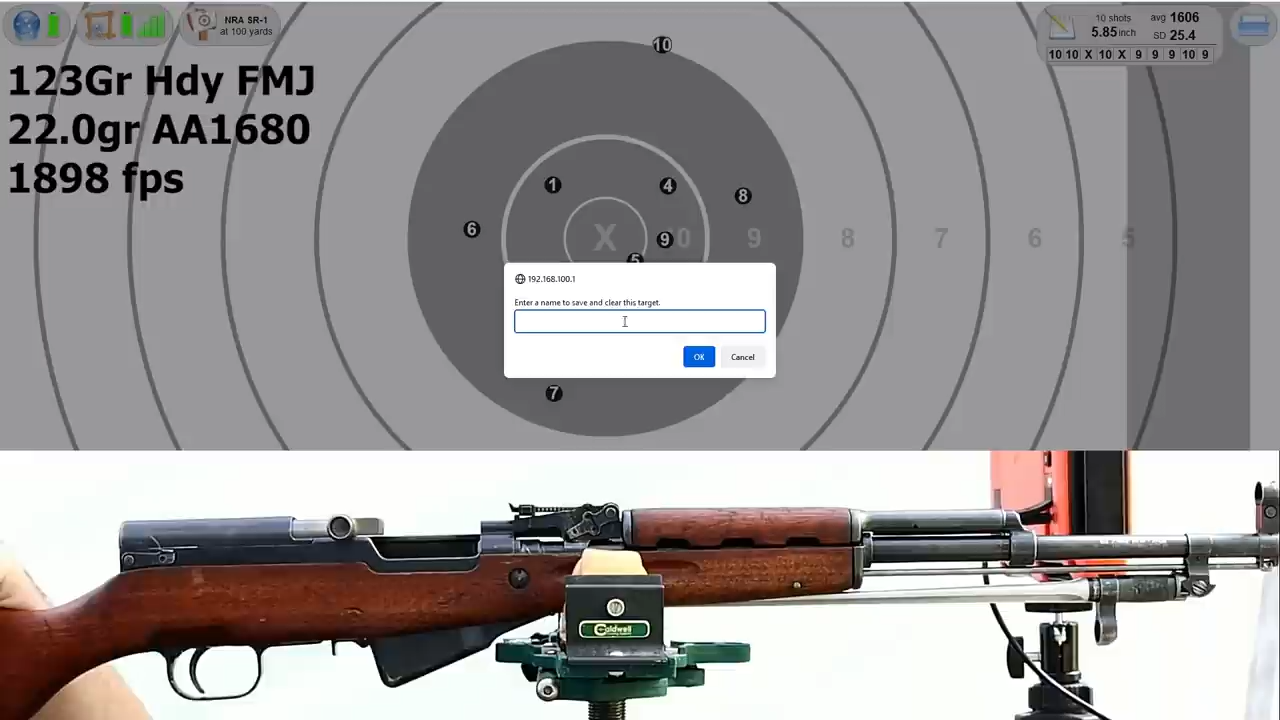 NRA SR-1
at 100 yards
10 shots
5.85 inch
avg 1606
SD 25.4
10 10 X 10 X 9 9 9 10 9
123Gr Hdy FMJ
22.0gr AA1680
1898 fps
10
1
4
8
6
X
9
10
9
8
7
6
5
5
192.168.100.1
Enter a name to save and clear this target.
OK
Cancel
7
Caldwell